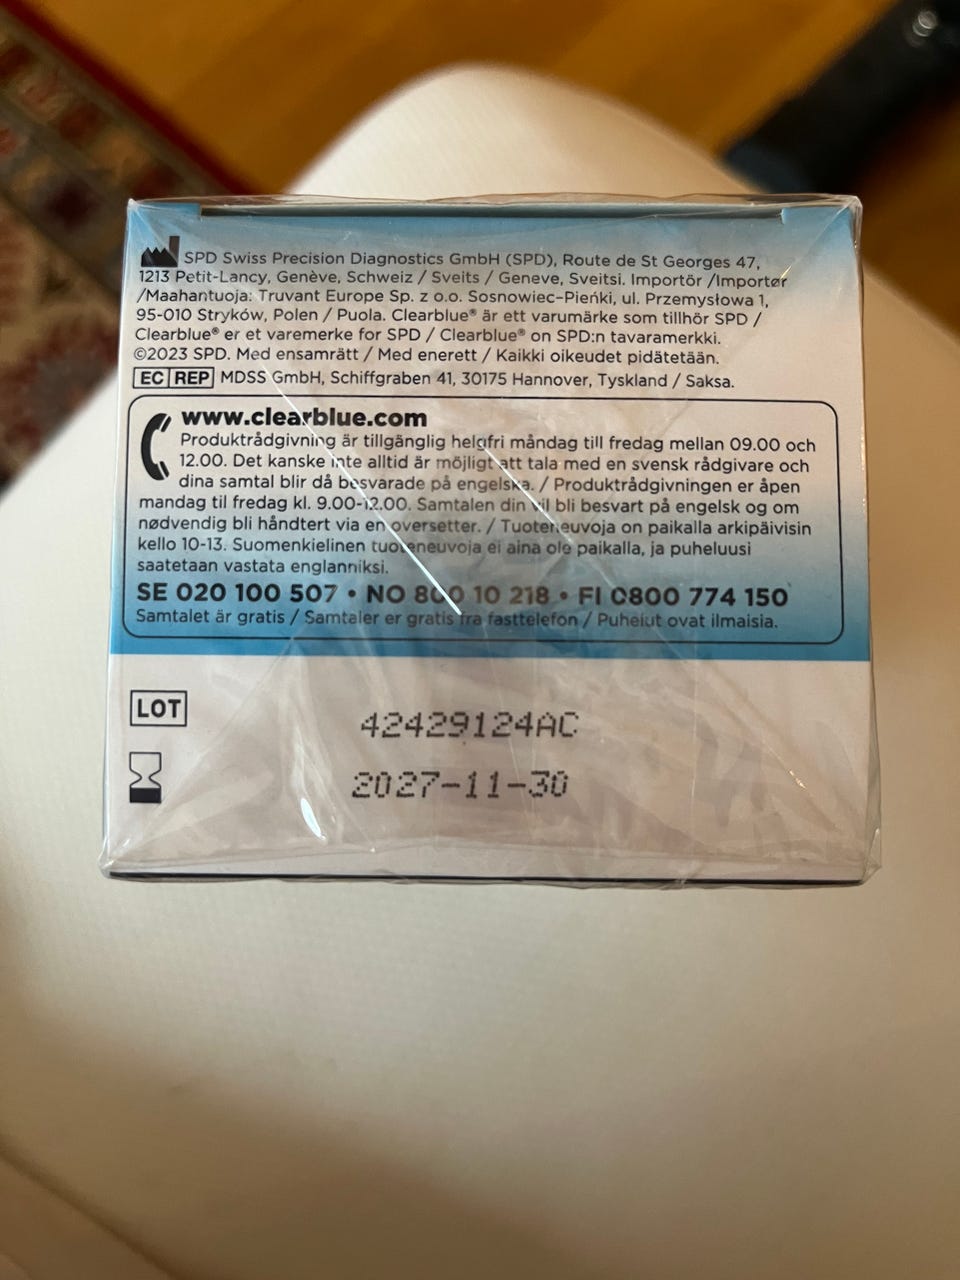 SPD Swiss Precision Diagnostics GmbH (SPD), Route de St Georges 47,
1213 Petit-Lancy, Genève, Schweiz / Sveits / Geneve, Sveitsi. Importör /Importør
/Maahantuoja: Truvant Europe Sp. z o.o. Sosnowiec-Pieńki, ul. Przemysłowa 1,
95-010 Stryków, Polen / Puola. Clearblue® är ett varumärke som tillhör SPD /
Clearblue® er et varemerke for SPD / Clearblue® on SPD:n tavaramerkki.
©2023 SPD. Med ensamrätt / Med enerett / Kaikki oikeudet pidätetään.
EC REP MDSS GmbH, Schiffgraben 41, 30175 Hannover, Tyskland / Saksa.
www.clearblue.com
Produktrådgivning är tillgänglig helgfri måndag till fredag mellan 09.00 och
12.00. Det kanske inte alltid är möjligt att tala med en svensk rådgivare och
dina samtal blir då besvarade på engelska. / Produktrådgivningen er åpen
mandag til fredag kl. 9.00-12.00. Samtalen din vil bli besvart på engelsk og om
nødvendig bli håndtert via en oversetter. / Tuoteneuvoja on paikalla arkipäivisin
kello 10-13. Suomenkielinen tuoteneuvoja ei aina ole paikalla, ja puheluusi
saatetaan vastata englanniksi.
SE 020 100 507 • NO 800 10 218 • FI 0800 774 150
Samtalet är gratis / Samtaler er gratis fra fasttelefon / Puhelut ovat ilmaisia.
LOT 42429124AC
2027-11-30